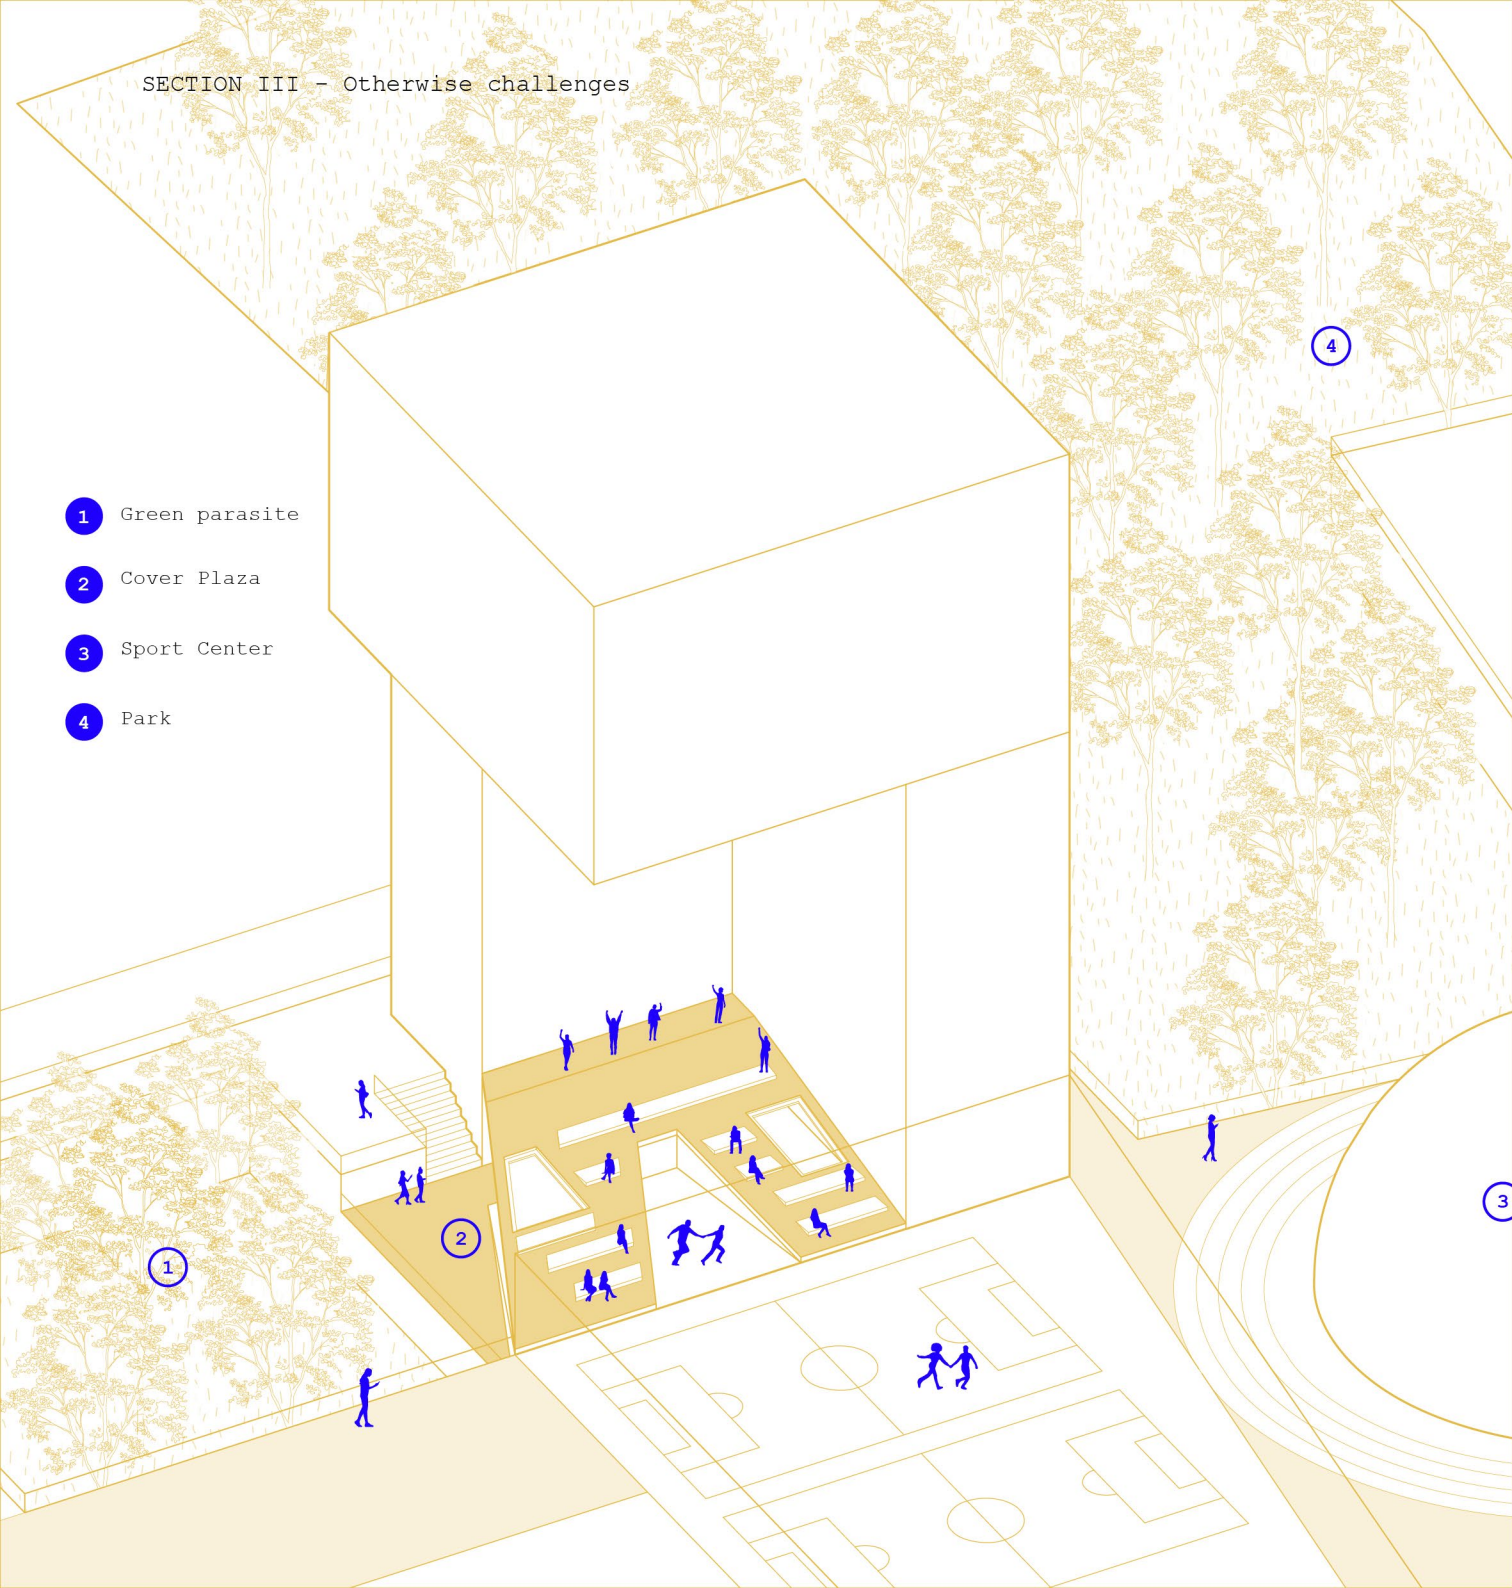 SECTION III - Otherwise challenges
4
1 Green parasite
2 Cover Plaza
3 Sport Center
4 Park
3
2
1